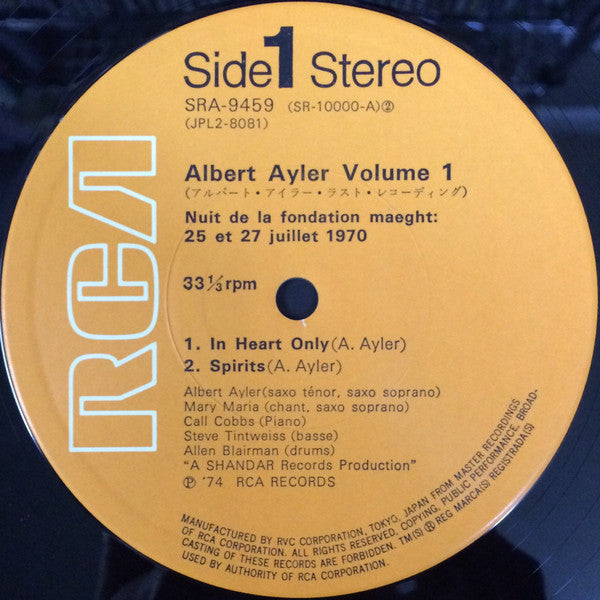 Side 1 Stereo
SRA-9459 (SR-10000-A)②
(JPL2-8081)
RCA
Albert Ayler Volume 1
(アルバート・アイラー・ラスト・レコーディング)
Nuit de la fondation maeght:
25 et 27 juillet 1970
33⅓rpm
1. In Heart Only(A. Ayler)
2. Spirits(A. Ayler)
Albert Ayler(saxo ténor, saxo soprano)
Mary Maria (chant, saxo soprano)
Call Cobbs (Piano)
Steve Tintweiss (basse)
Allen Blairman (drums)
"A SHANDAR Records Production"
Ⓟ '74 RCA RECORDS
MANUFACTURED BY RVC CORPORATION, TOKYO, JAPAN FROM MASTER RECORDINGS
OF RCA CORPORATION. ALL RIGHTS RESERVED. COPYING, PUBLIC PERFORMANCE, BROAD-
CASTING OF THESE RECORDS ARE FORBIDDEN. TM(S) ® REG MARCA(S) REGISTRADA(S)
USED BY AUTHORITY OF RCA CORPORATION.